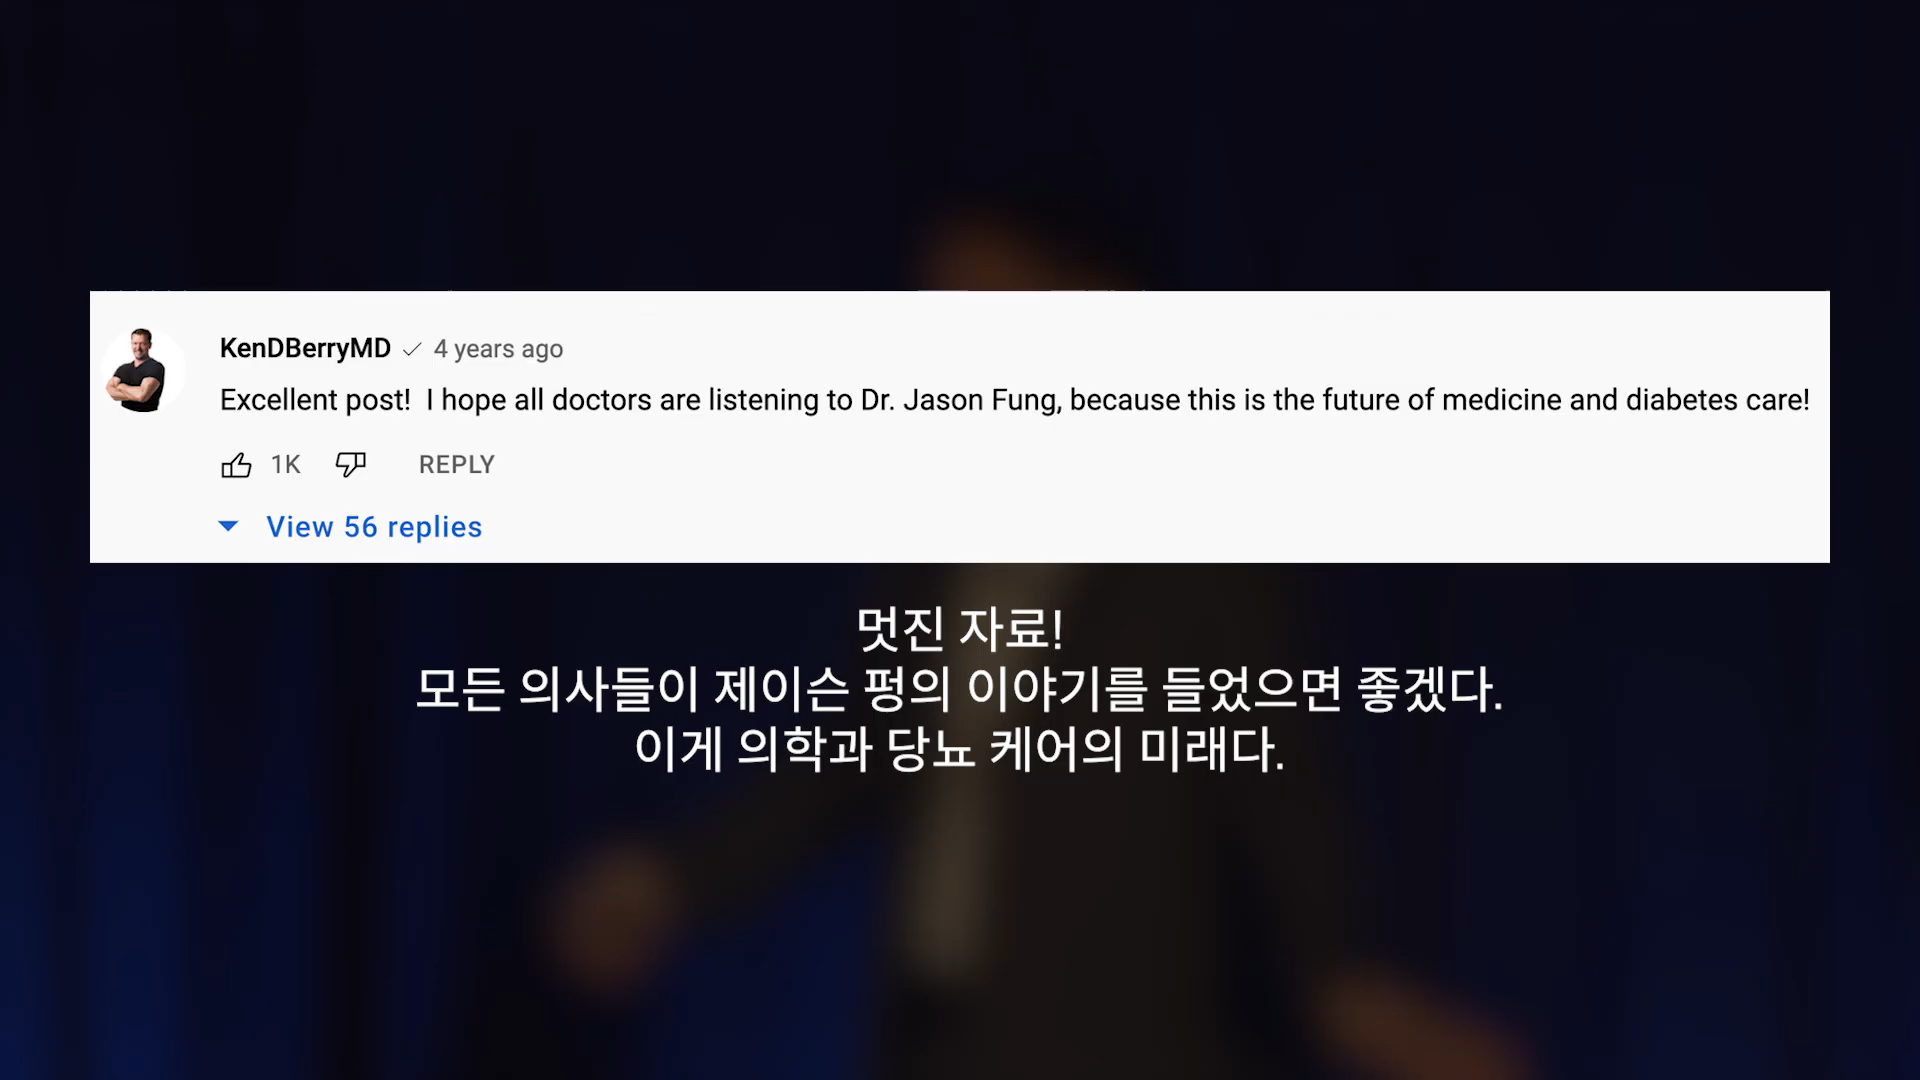 KenDBerryMD 4 years ago
Excellent post! I hope all doctors are listening to Dr. Jason Fung, because this is the future of medicine and diabetes care!
1K REPLY
View 56 replies
멋진 자료!
모든 의사들이 제이슨 펑의 이야기를 들었으면 좋겠다.
이게 의학과 당뇨 케어의 미래다.